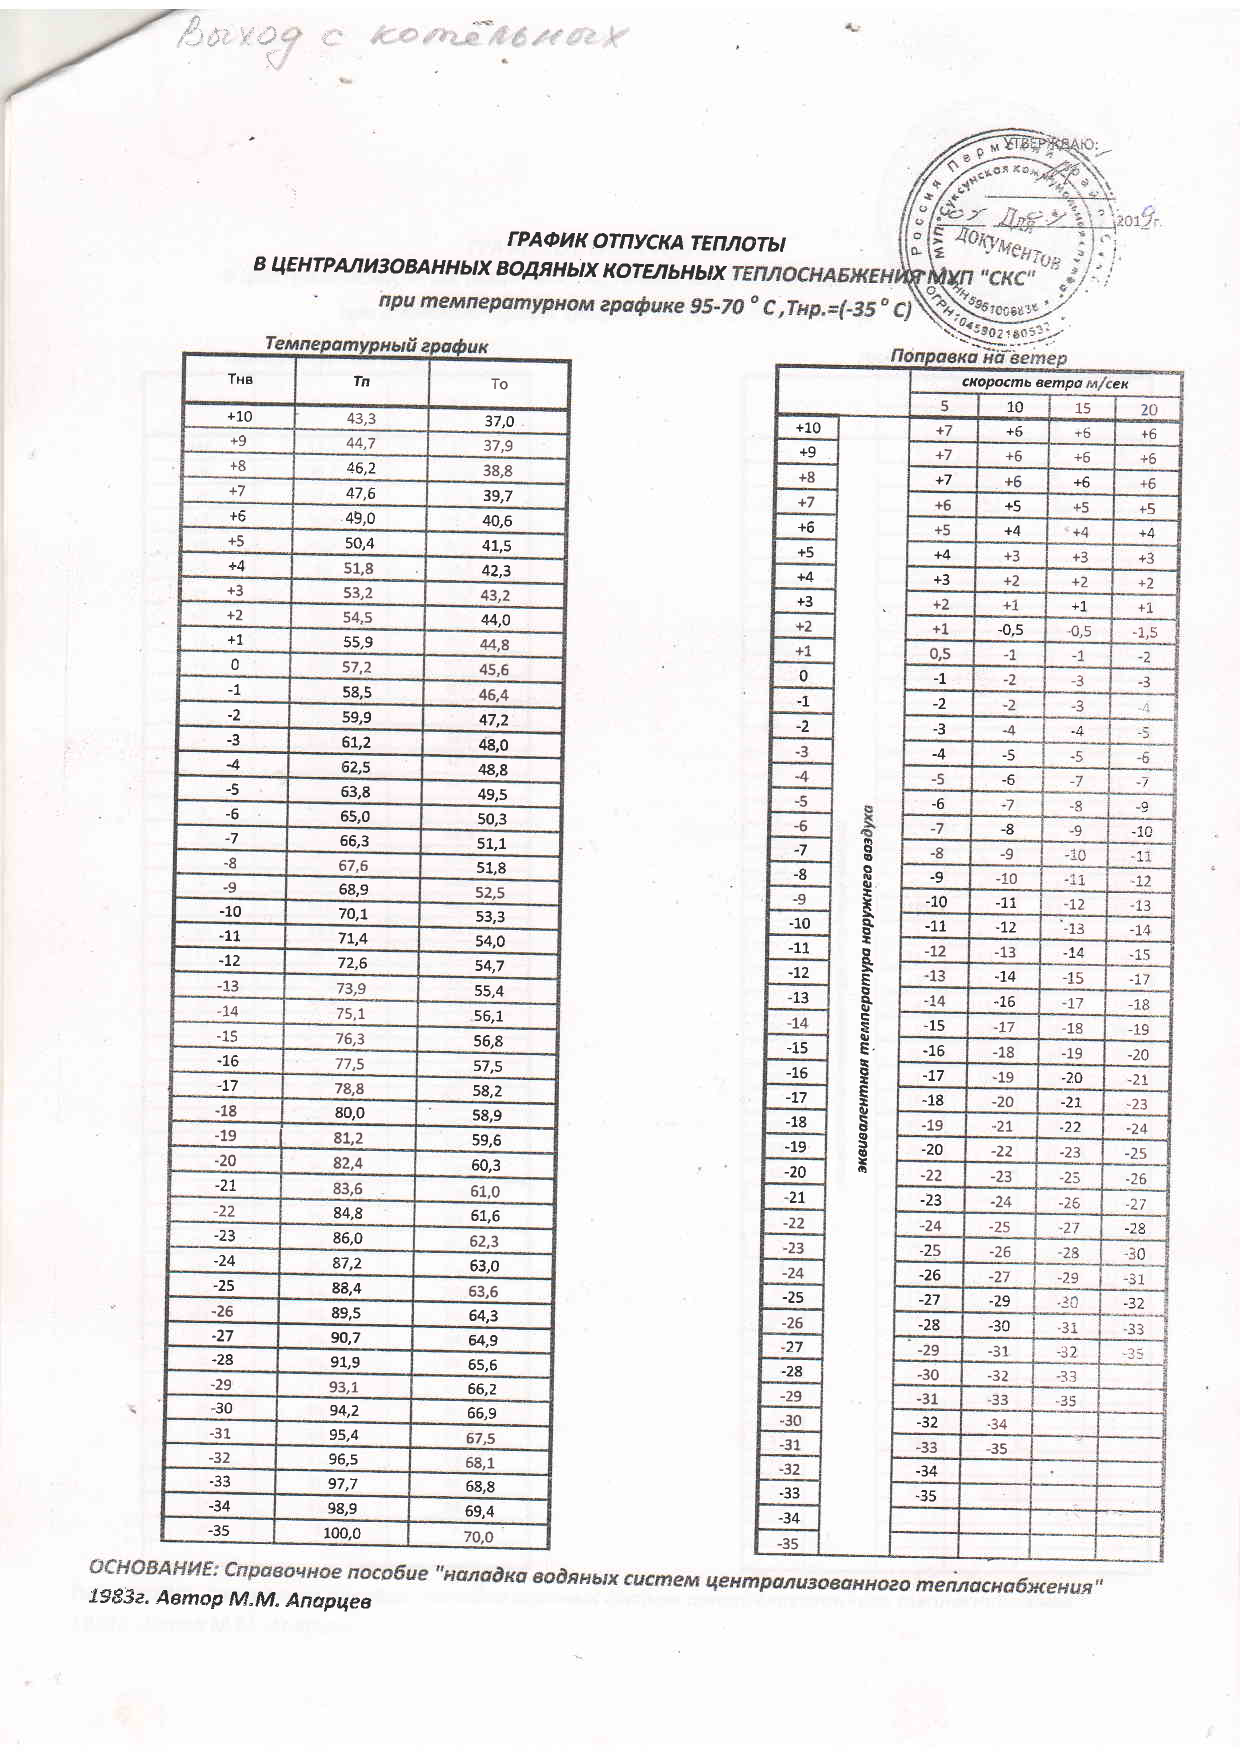 Выход с котельных
УТВЕРЖДАЮ:
2019г.
Россия Пермский край
МУП "Суксунская коммунальная служба"
ОГРН 1045902180532
ИНН 5951006836
Для
документов
ГРАФИК ОТПУСКА ТЕПЛОТЫ
В ЦЕНТРАЛИЗОВАННЫХ ВОДЯНЫХ КОТЕЛЬНЫХ ТЕПЛОСНАБЖЕНИЯ МУП "СКС"
при температурном графике 95-70 ° С ,Тнр.=(-35 ° С)
Температурный график
Тнв Тп То
+10 43,3 37,0
+9 44,7 37,9
+8 46,2 38,8
+7 47,6 39,7
+6 49,0 40,6
+5 50,4 41,5
+4 51,8 42,3
+3 53,2 43,2
+2 54,5 44,0
+1 55,9 44,8
0 57,2 45,6
-1 58,5 46,4
-2 59,9 47,2
-3 61,2 48,0
-4 62,5 48,8
-5 63,8 49,5
-6 65,0 50,3
-7 66,3 51,1
-8 67,6 51,8
-9 68,9 52,5
-10 70,1 53,3
-11 71,4 54,0
-12 72,6 54,7
-13 73,9 55,4
-14 75,1 56,1
-15 76,3 56,8
-16 77,5 57,5
-17 78,8 58,2
-18 80,0 58,9
-19 81,2 59,6
-20 82,4 60,3
-21 83,6 61,0
-22 84,8 61,6
-23 86,0 62,3
-24 87,2 63,0
-25 88,4 63,6
-26 89,5 64,3
-27 90,7 64,9
-28 91,9 65,6
-29 93,1 66,2
-30 94,2 66,9
-31 95,4 67,5
-32 96,5 68,1
-33 97,7 68,8
-34 98,9 69,4
-35 100,0 70,0
Поправка на ветер
скорость ветра м/сек
5 10 15 20
эквивалентная температура наружнего воздуха
+10 +7 +6 +6 +6
+9 +7 +6 +6 +6
+8 +7 +6 +6 +6
+7 +6 +5 +5 +5
+6 +5 +4 +4 +4
+5 +4 +3 +3 +3
+4 +3 +2 +2 +2
+3 +2 +1 +1 +1
+2 +1 -0,5 -0,5 -1,5
+1 0,5 -1 -1 -2
0 -1 -2 -3 -3
-1 -2 -2 -3 -4
-2 -3 -4 -4 -5
-3 -4 -5 -5 -6
-4 -5 -6 -7 -7
-5 -6 -7 -8 -9
-6 -7 -8 -9 -10
-7 -8 -9 -10 -11
-8 -9 -10 -11 -12
-9 -10 -11 -12 -13
-10 -11 -12 -13 -14
-11 -12 -13 -14 -15
-12 -13 -14 -15 -17
-13 -14 -16 -17 -18
-14 -15 -17 -18 -19
-15 -16 -18 -19 -20
-16 -17 -19 -20 -21
-17 -18 -20 -21 -23
-18 -19 -21 -22 -24
-19 -20 -22 -23 -25
-20 -22 -23 -25 -26
-21 -23 -24 -26 -27
-22 -24 -25 -27 -28
-23 -25 -26 -28 -30
-24 -26 -27 -29 -31
-25 -27 -29 -30 -32
-26 -28 -30 -31 -33
-27 -29 -31 -32 -35
-28 -30 -32 -33
-29 -31 -33 -35
-30 -32 -34
-31 -33 -35
-32 -34
-33 -35
-34
-35
ОСНОВАНИЕ: Справочное пособие "наладка водяных систем централизованного тепласнабжения"
1983г. Автор М.М. Апарцев